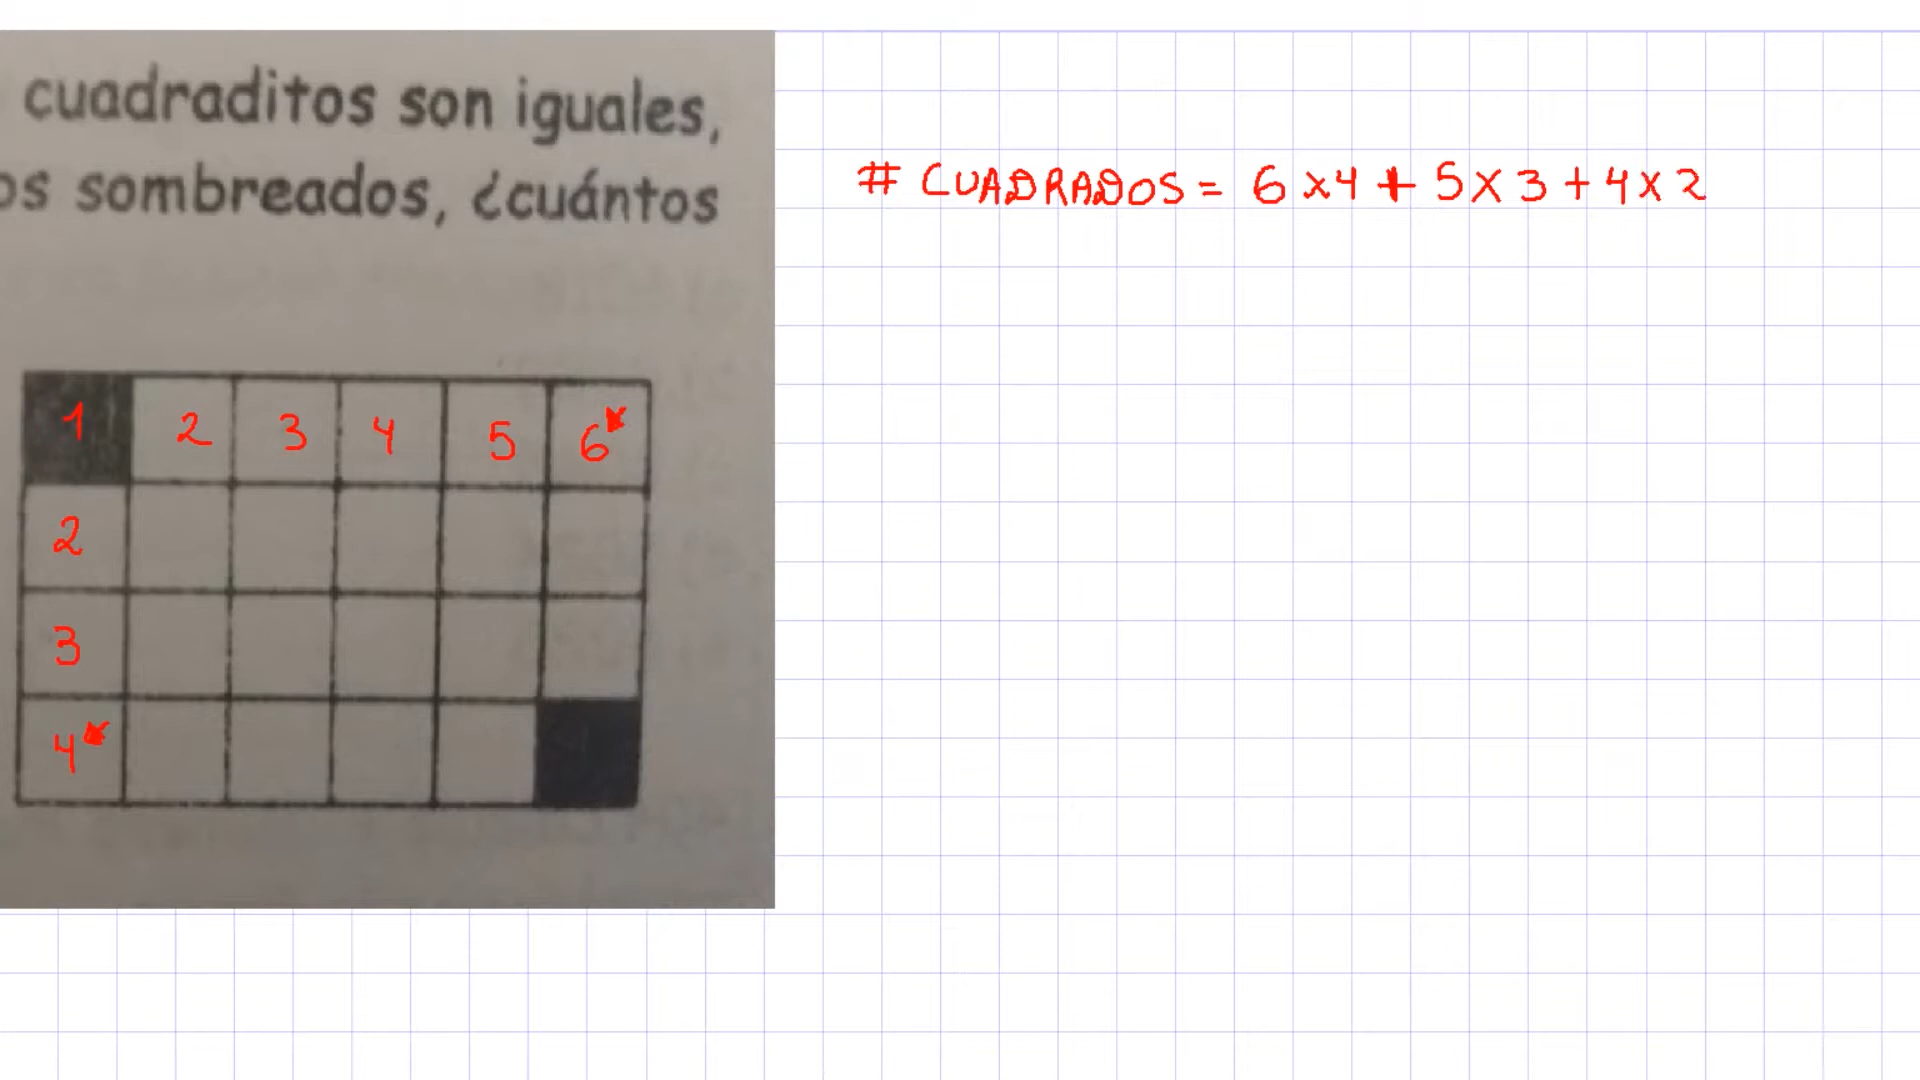 cuadraditos son iguales,
os sombreados, ¿cuántos
# CUADRADOS = 6 x 4 + 5 x 3 + 4 x 2
1 2 3 4 5 6*
2
3
4*